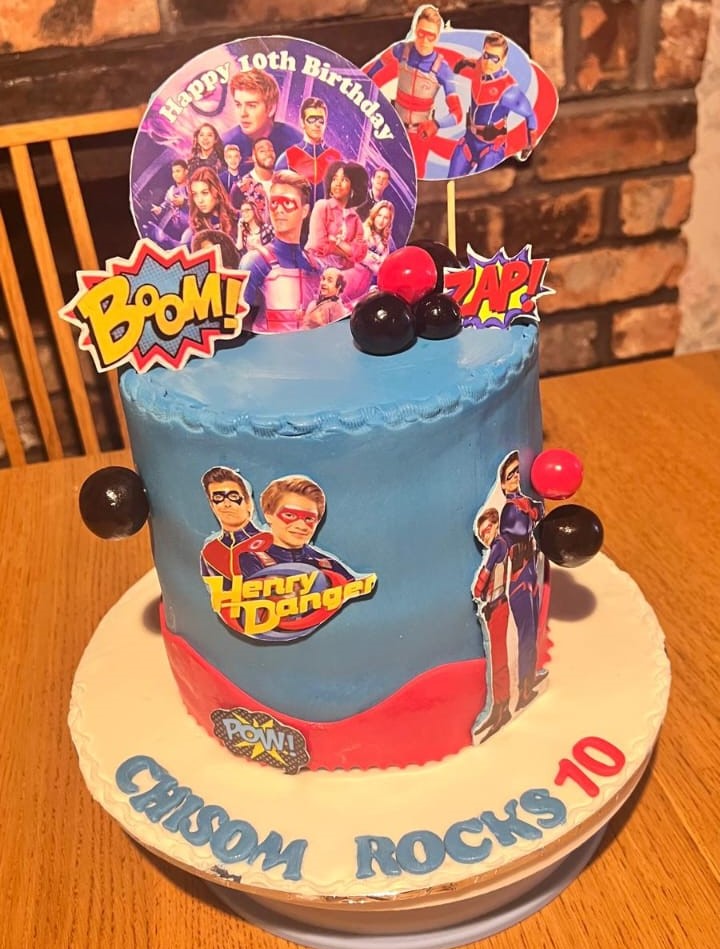 Happy 10th Birthday
BOOM!
ZAP!
Henry
Danger
POW!
CHISOM ROCKS 10